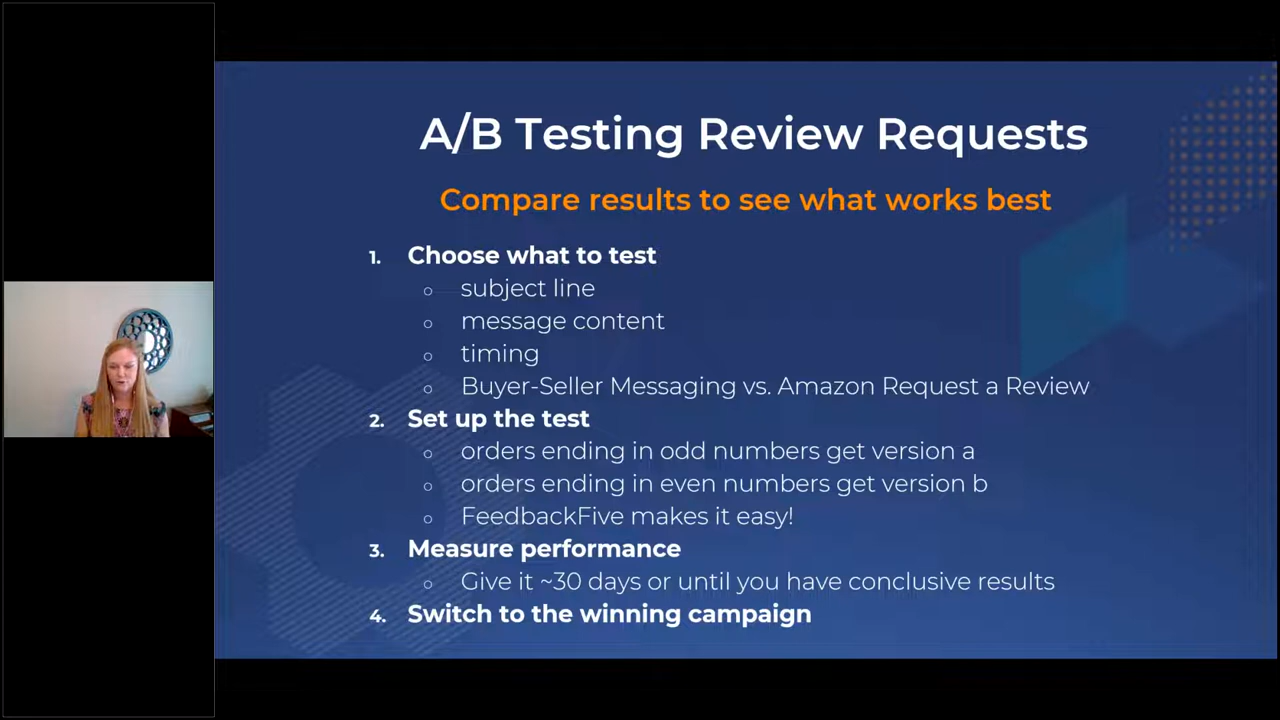 A/B Testing Review Requests
Compare results to see what works best
1. Choose what to test
○ subject line
○ message content
○ timing
○ Buyer-Seller Messaging vs. Amazon Request a Review
2. Set up the test
○ orders ending in odd numbers get version a
○ orders ending in even numbers get version b
○ FeedbackFive makes it easy!
3. Measure performance
○ Give it ~30 days or until you have conclusive results
4. Switch to the winning campaign